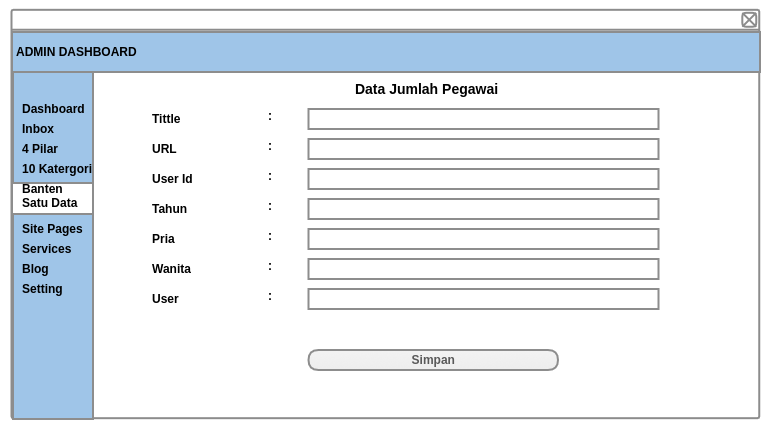 ADMIN DASHBOARD
Data Jumlah Pegawai
Dashboard
Inbox
4 Pilar
10 Katergori
Banten
Satu Data
Site Pages
Services
Blog
Setting
Tittle :
URL :
User Id :
Tahun :
Pria :
Wanita :
User :
Simpan